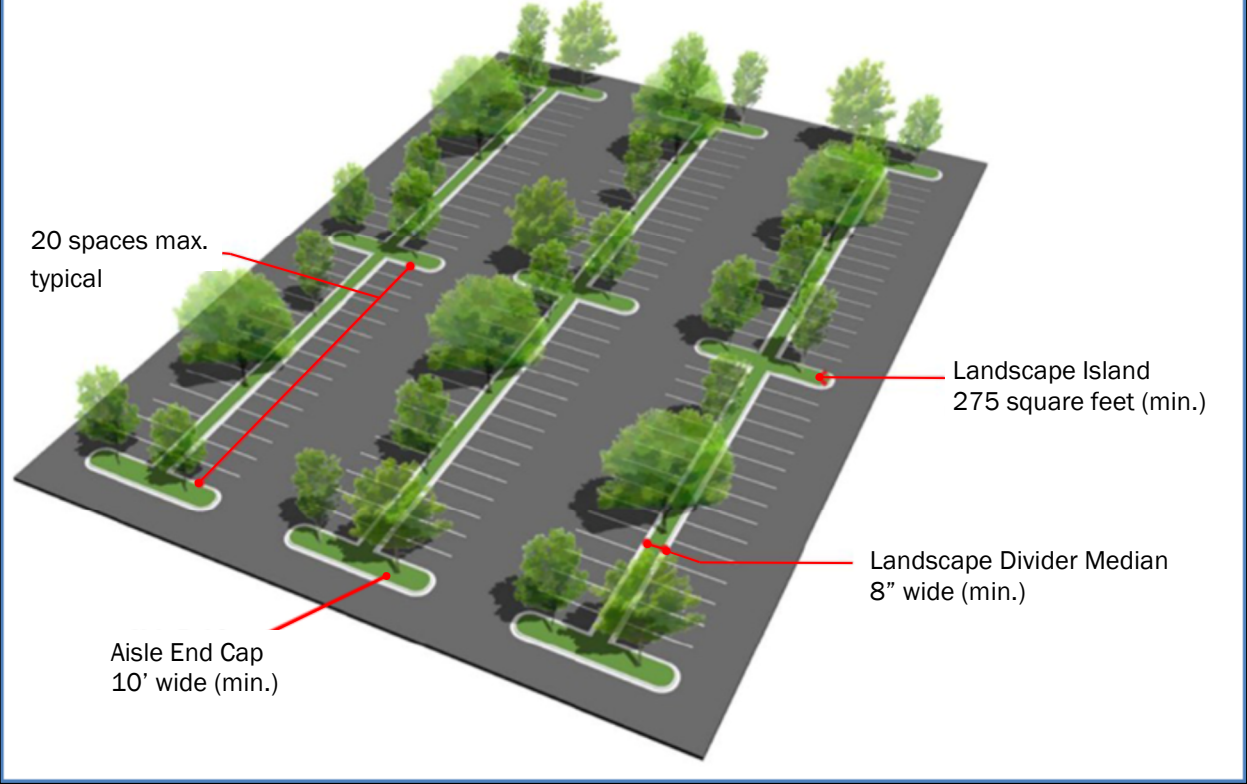 20 spaces max.
typical
Landscape Island
275 square feet (min.)
Landscape Divider Median
8” wide (min.)
Aisle End Cap
10’ wide (min.)